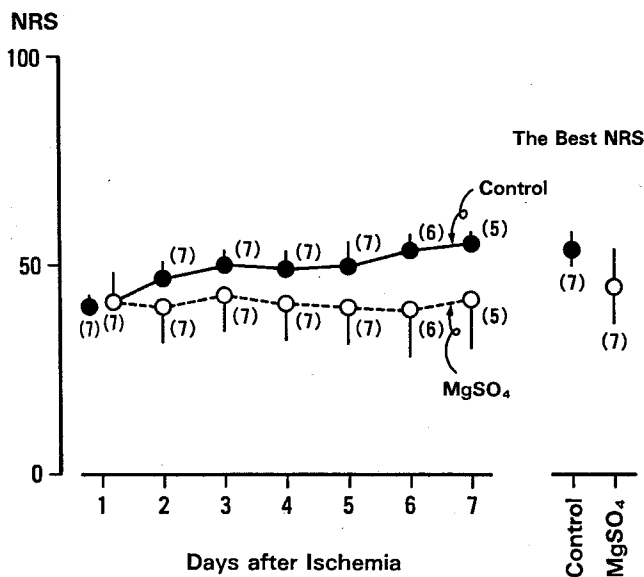 NRS
100
The Best NRS
Control
(7) (7) (7) (7) (6) (5)
50
(7) (7) (7) (7) (7) (7) (7) (6) (5) (7) (7)
MgSO₄
0
1 2 3 4 5 6 7
Control
MgSO₄
Days after Ischemia